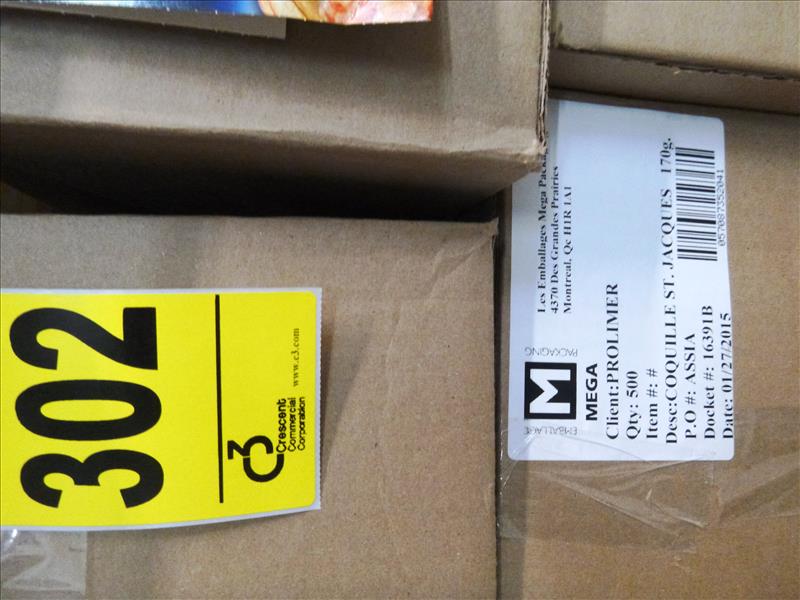 302
C3
Crescent
Commercial
Corporation
www.c3.com
Les Emballages Mega
4370 Des Grandes Prairies
Montreal, Qc H1R 1A1
EMBALLAGE
M
PACKAGING
MEGA
Client:PROLIMER
Qty: 500
Item #: #
Desc:COQUILLE ST. JACQUES 170g.
P.O #: ASSIA
Docket #: 16391B
Date: 01/27/2015
057087352041